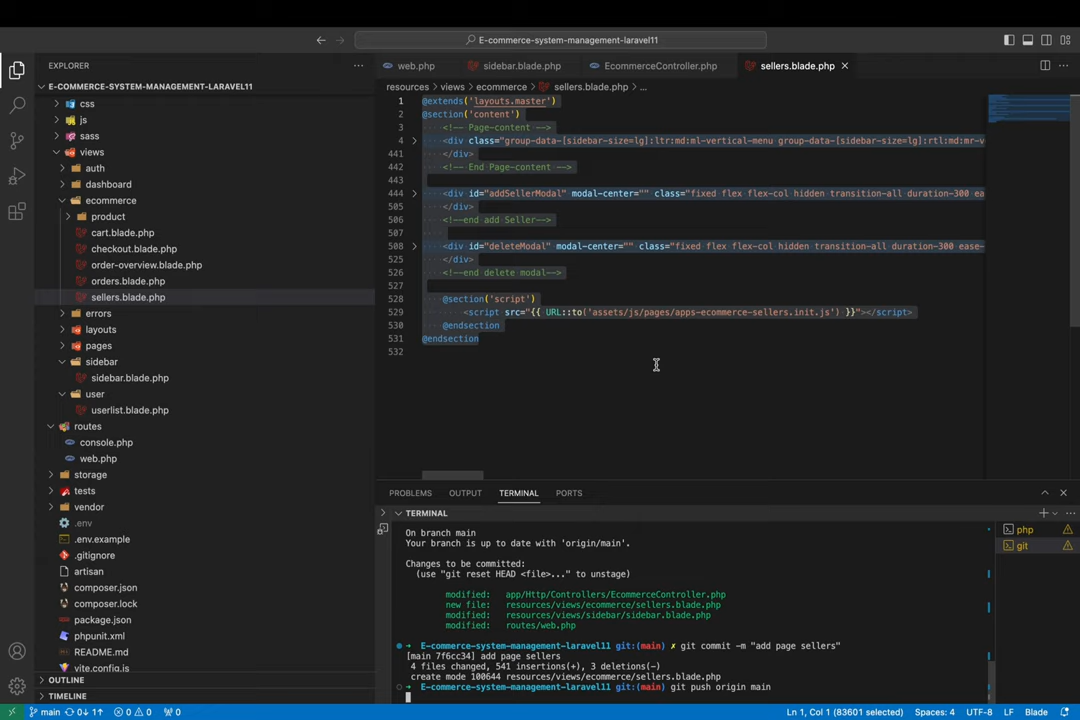 E-commerce-system-management-laravel11
EXPLORER
E-COMMERCE-SYSTEM-MANAGEMENT-LARAVEL11
css
js
sass
views
auth
dashboard
ecommerce
product
cart.blade.php
checkout.blade.php
order-overview.blade.php
orders.blade.php
sellers.blade.php
errors
layouts
pages
sidebar
sidebar.blade.php
user
userlist.blade.php
routes
console.php
web.php
storage
tests
vendor
.env
.env.example
.gitignore
artisan
composer.json
composer.lock
package.json
phpunit.xml
README.md
vite.config.js
OUTLINE
TIMELINE
web.php sidebar.blade.php EcommerceController.php sellers.blade.php
resources > views > ecommerce > sellers.blade.php > ...
1 @extends('layouts.master')
2 @section('content')
3 <!-- Page-content -->
4 <div class="group-data-[sidebar-size=lg]:ltr:md:ml-vertical-menu group-data-[sidebar-size=lg]:rtl:md:mr-v
441 </div>
442 <!-- End Page-content -->
443
444 <div id="addSellerModal" modal-center="" class="fixed flex flex-col hidden transition-all duration-300 ea
505 </div>
506 <!--end add Seller-->
507
508 <div id="deleteModal" modal-center="" class="fixed flex flex-col hidden transition-all duration-300 ease-
525 </div>
526 <!--end delete modal-->
527
528 @section('script')
529 <script src="{{ URL::to('assets/js/pages/apps-ecommerce-sellers.init.js') }}"></script>
530 @endsection
531 @endsection
532
PROBLEMS OUTPUT TERMINAL PORTS
TERMINAL
php
git
On branch main
Your branch is up to date with 'origin/main'.
Changes to be committed:
(use "git reset HEAD <file>..." to unstage)
modified: app/Http/Controllers/EcommerceController.php
new file: resources/views/ecommerce/sellers.blade.php
modified: resources/views/sidebar/sidebar.blade.php
modified: routes/web.php
➜ E-commerce-system-management-laravel11 git:(main) ✗ git commit -m "add page sellers"
[main 7f6cc34] add page sellers
4 files changed, 541 insertions(+), 3 deletions(-)
create mode 100644 resources/views/ecommerce/sellers.blade.php
➜ E-commerce-system-management-laravel11 git:(main) git push origin main
main 0↓ 1↑ 0 0 0 Ln 1, Col 1 (83601 selected) Spaces: 4 UTF-8 LF Blade